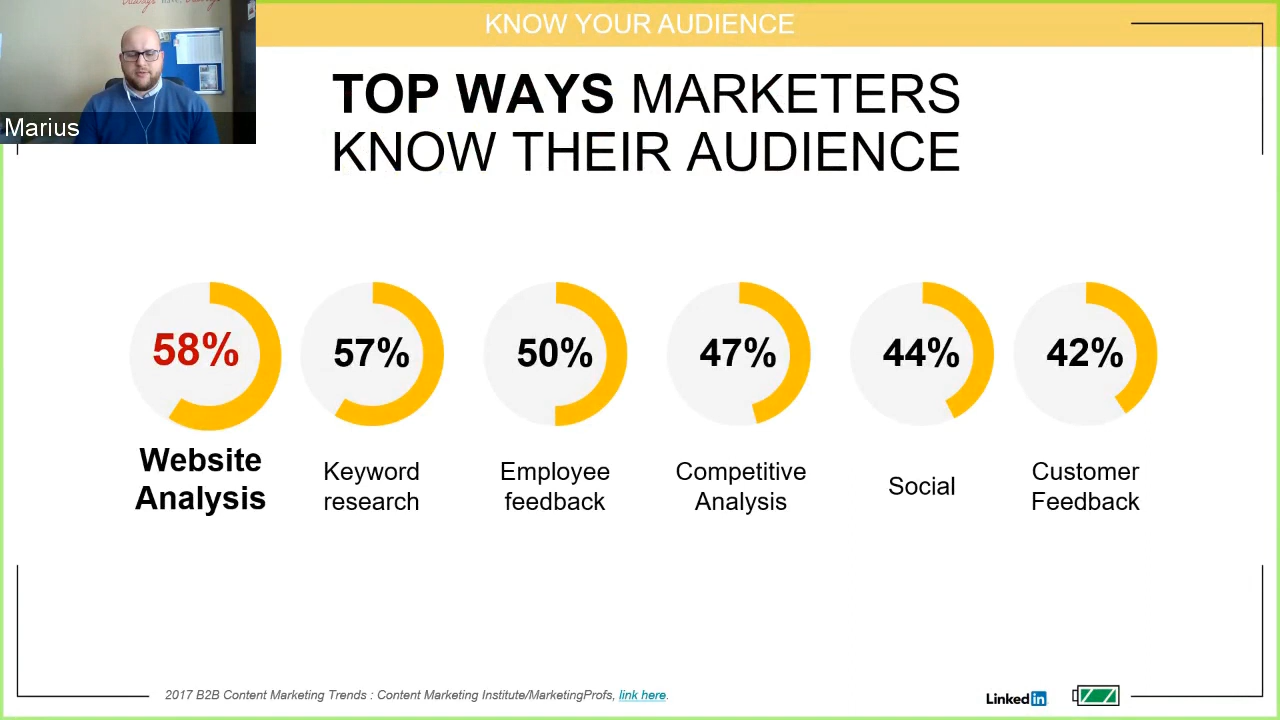 KNOW YOUR AUDIENCE
Marius
TOP WAYS MARKETERS
KNOW THEIR AUDIENCE
58%
57%
50%
47%
44%
42%
Website
Analysis
Keyword
research
Employee
feedback
Competitive
Analysis
Social
Customer
Feedback
2017 B2B Content Marketing Trends : Content Marketing Institute/MarketingProfs, link here.
Linked in